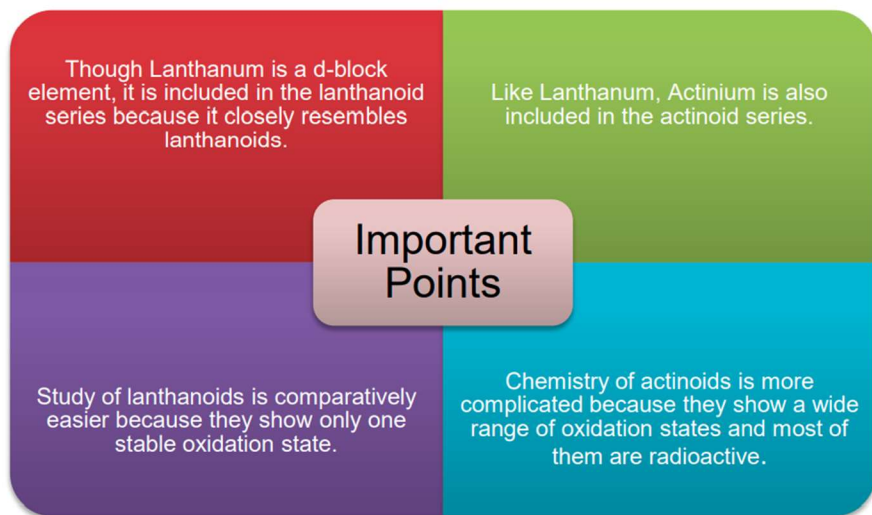 Though Lanthanum is a d-block
element, it is included in the lanthanoid
series because it closely resembles
lanthanoids.
Like Lanthanum, Actinium is also
included in the actinoid series.
Important
Points
Study of lanthanoids is comparatively
easier because they show only one
stable oxidation state.
Chemistry of actinoids is more
complicated because they show a wide
range of oxidation states and most of
them are radioactive.